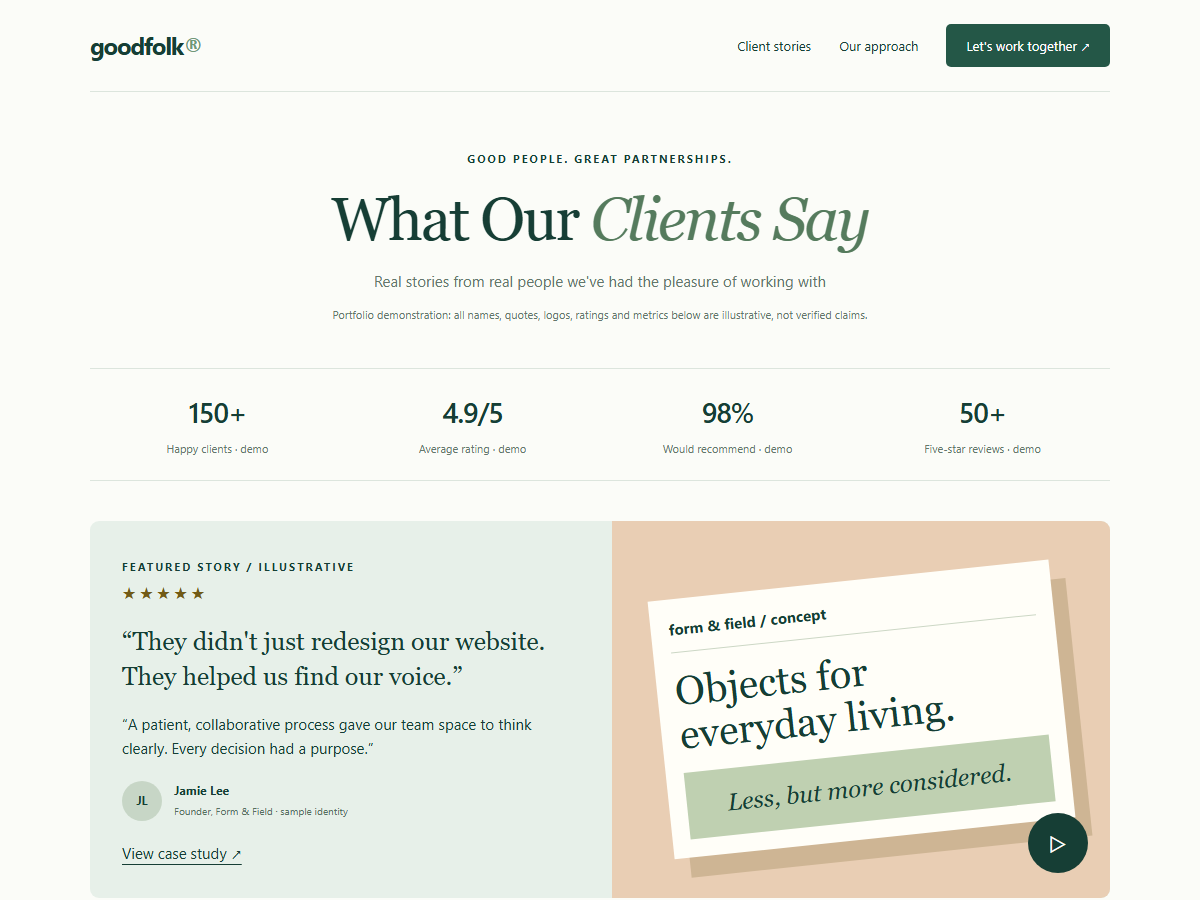 goodfolk®
Client stories
Our approach
Let's work together ↗
GOOD PEOPLE. GREAT PARTNERSHIPS.
What Our Clients Say
Real stories from real people we've had the pleasure of working with
Portfolio demonstration: all names, quotes, logos, ratings and metrics below are illustrative, not verified claims.
150+
Happy clients · demo
4.9/5
Average rating · demo
98%
Would recommend · demo
50+
Five-star reviews · demo
FEATURED STORY / ILLUSTRATIVE
★★★★★
“They didn't just redesign our website.
They helped us find our voice.”
“A patient, collaborative process gave our team space to think
clearly. Every decision had a purpose.”
JL
Jamie Lee
Founder, Form & Field · sample identity
View case study ↗
form & field / concept
Objects for
everyday living.
Less, but more considered.